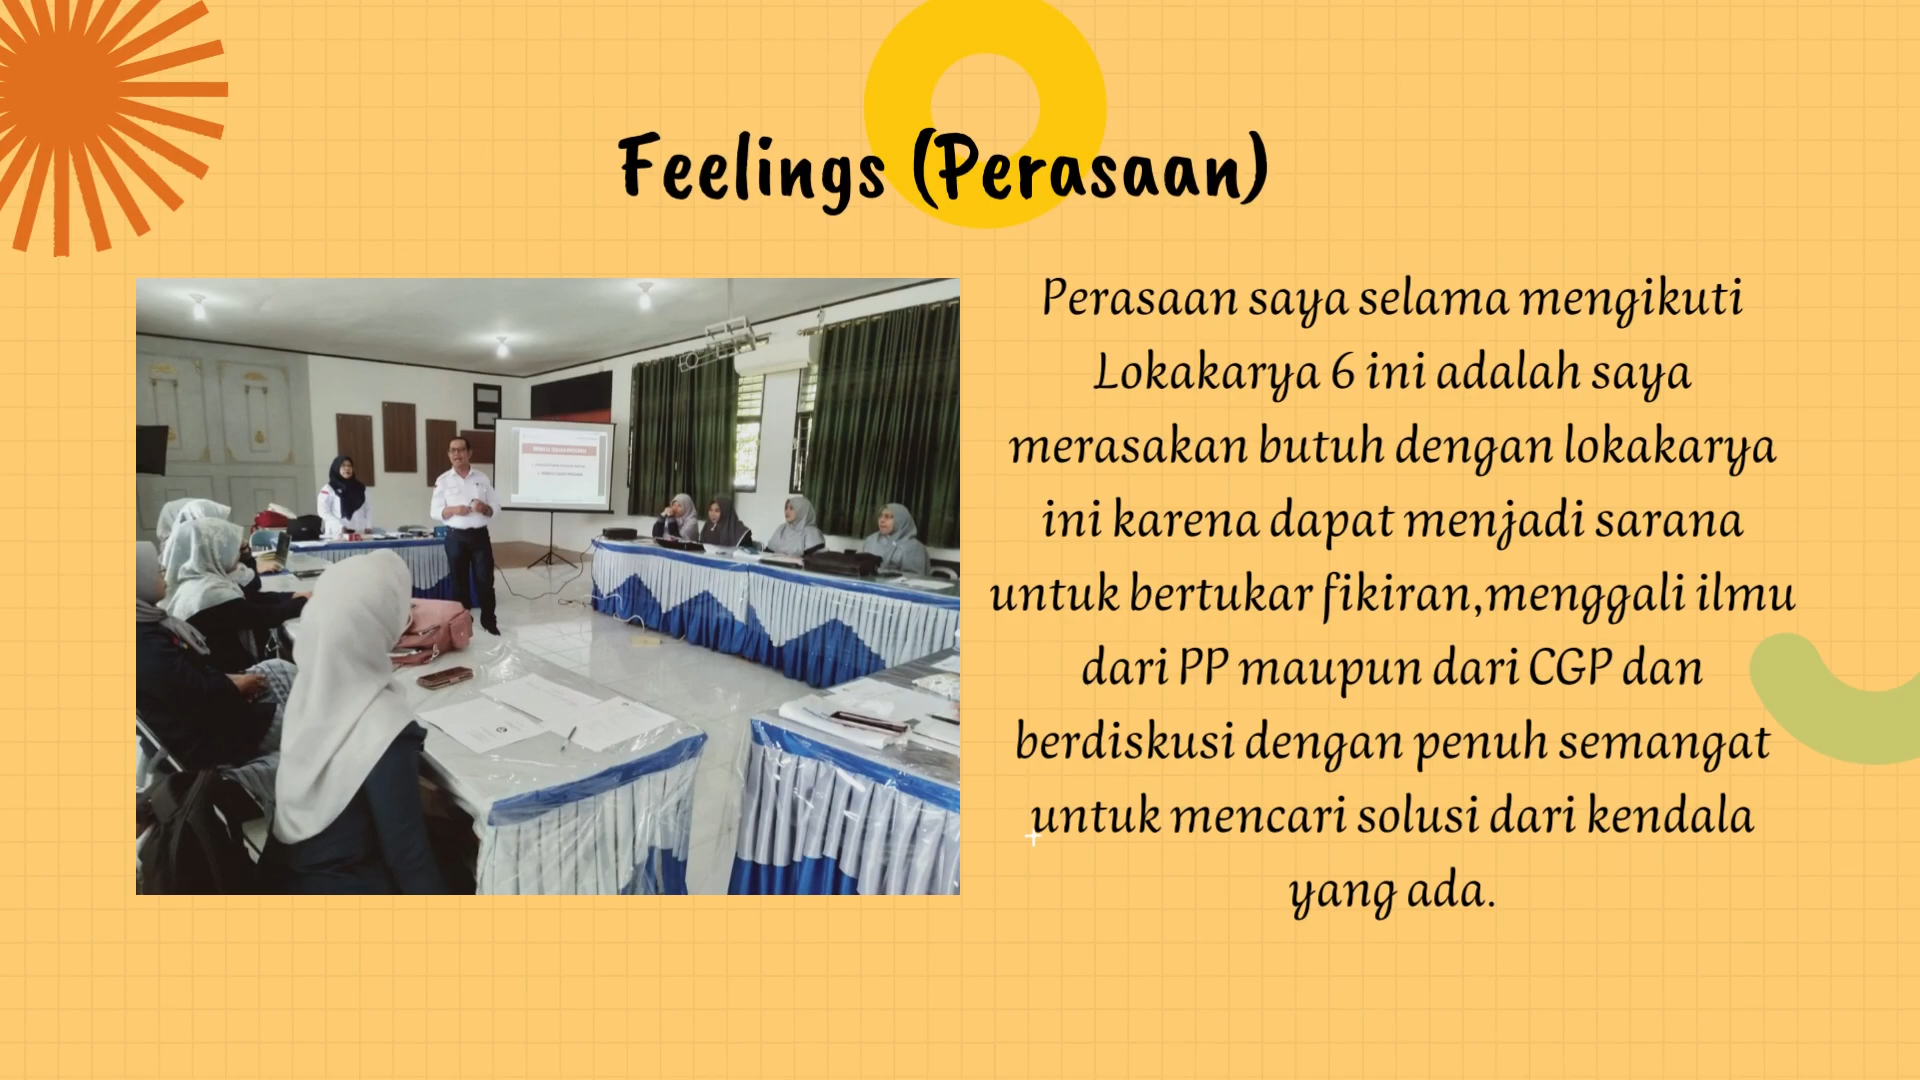 Feelings (Perasaan)
Perasaan saya selama mengikuti
Lokakarya 6 ini adalah saya
merasakan butuh dengan lokakarya
ini karena dapat menjadi sarana
untuk bertukar fikiran,menggali ilmu
dari PP maupun dari CGP dan
berdiskusi dengan penuh semangat
untuk mencari solusi dari kendala
yang ada.